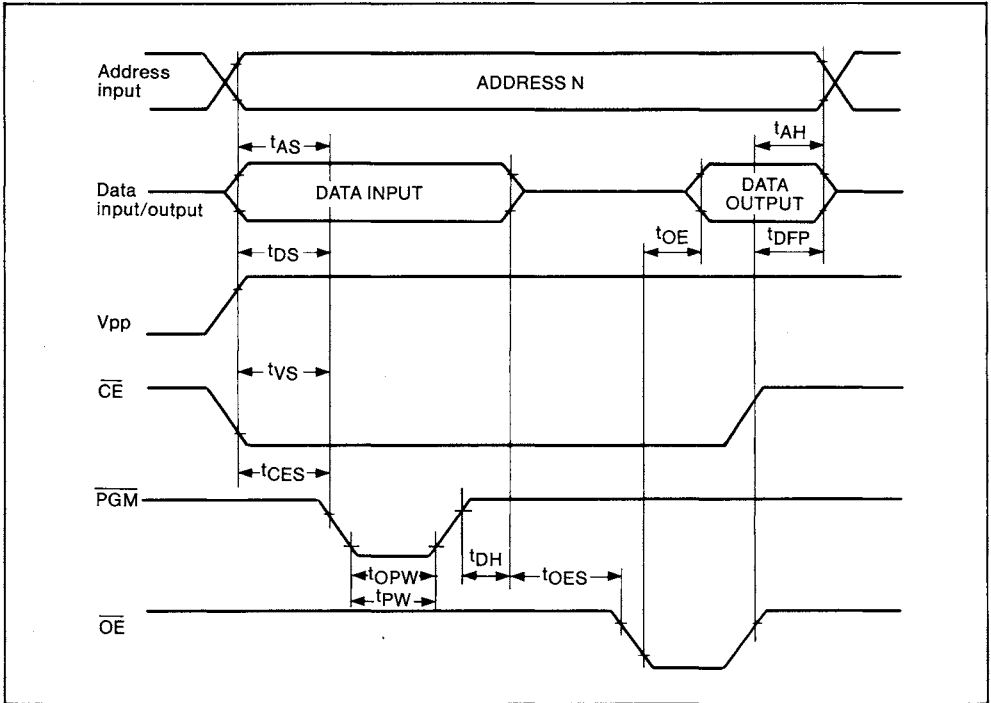 Address
input
ADDRESS N
tAS
tAH
Data
input/output
DATA INPUT
DATA
OUTPUT
tDS
tOE
tDFP
Vpp
tVS
CE
tCES
PGM
tDH
tOES
tOPW
tPW
OE